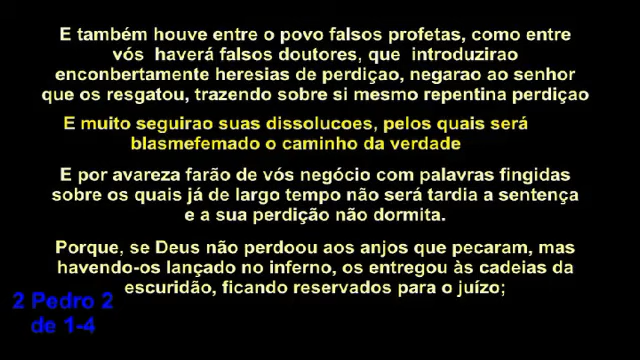 E também houve entre o povo falsos profetas, como entre
vós haverá falsos doutores, que introduzirao
enconbertamente heresias de perdiçao, negarao ao senhor
que os resgatou, trazendo sobre si mesmo repentina perdiçao
E muito seguirao suas dissolucoes, pelos quais será
blasmefemado o caminho da verdade
E por avareza farão de vós negócio com palavras fingidas
sobre os quais já de largo tempo não será tardia a sentença
e a sua perdição não dormita.
Porque, se Deus não perdoou aos anjos que pecaram, mas
havendo-os lançado no inferno, os entregou às cadeias da
escuridão, ficando reservados para o juízo;
2 Pedro 2
de 1-4